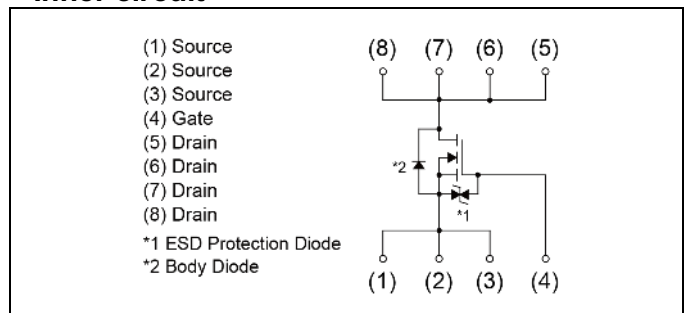 Inner circuit
(1) Source
(2) Source
(3) Source
(4) Gate
(5) Drain
(6) Drain
(7) Drain
(8) Drain
*1 ESD Protection Diode
*2 Body Diode
(8) (7) (6) (5)
*2
*1
(1) (2) (3) (4)